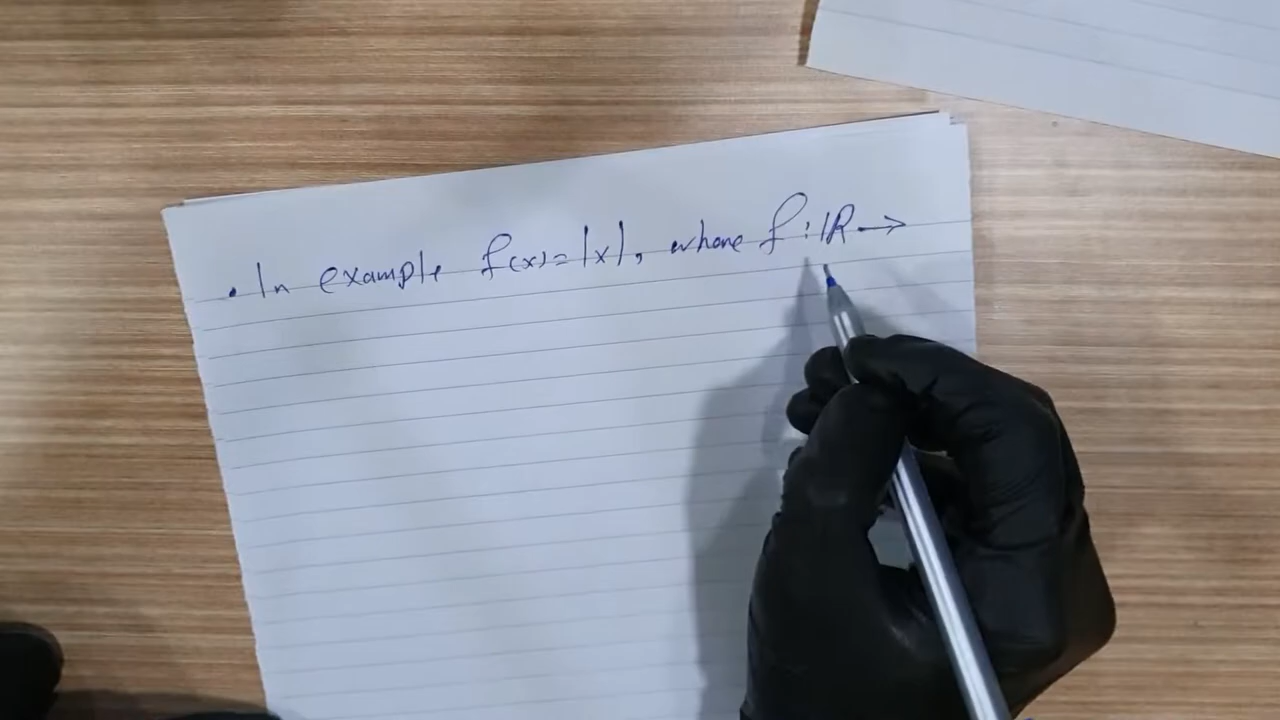 . In example f(x)=|x|, where f : ℝ →